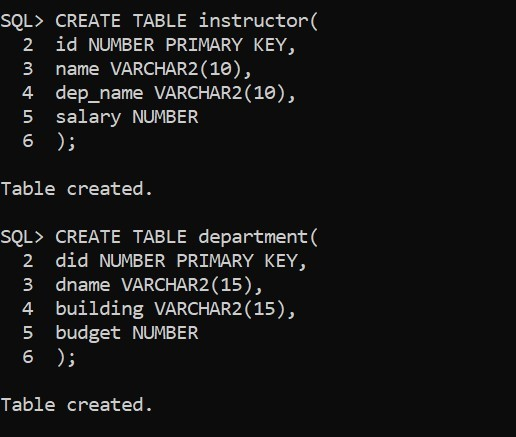 SQL> CREATE TABLE instructor(
  2  id NUMBER PRIMARY KEY,
  3  name VARCHAR2(10),
  4  dep_name VARCHAR2(10),
  5  salary NUMBER
  6  );
Table created.
SQL> CREATE TABLE department(
  2  did NUMBER PRIMARY KEY,
  3  dname VARCHAR2(15),
  4  building VARCHAR2(15),
  5  budget NUMBER
  6  );
Table created.